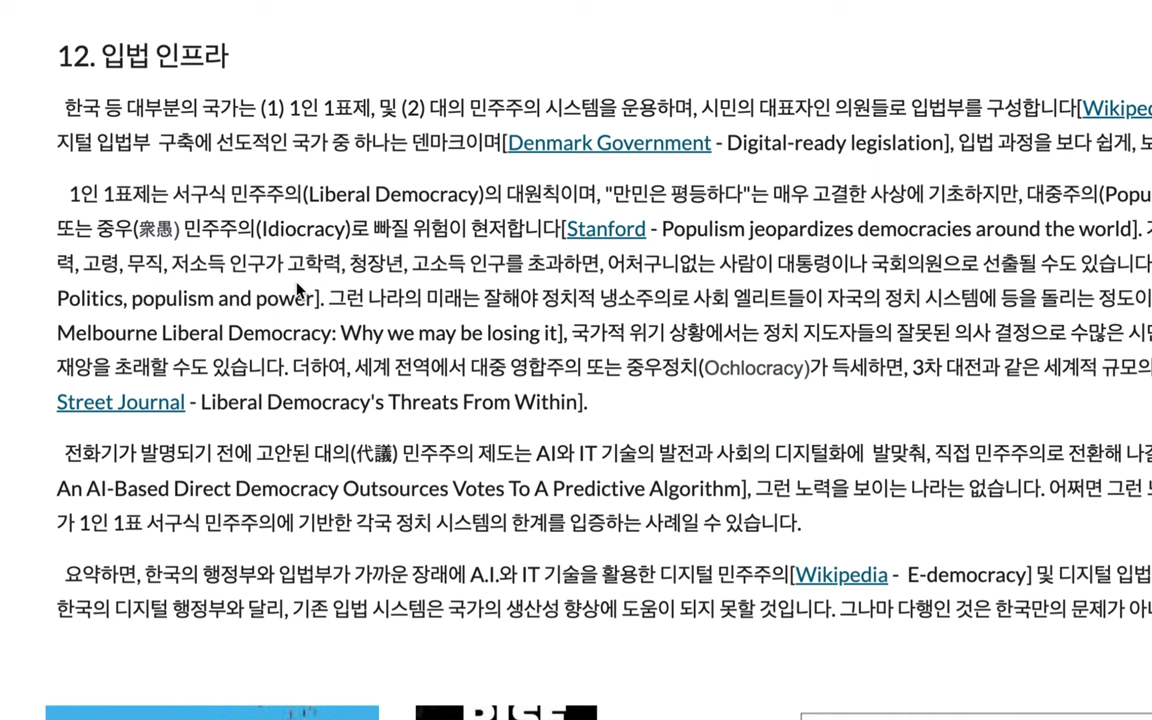 12. 입법 인프라
한국 등 대부분의 국가는 (1) 1인 1표제, 및 (2) 대의 민주주의 시스템을 운용하며, 시민의 대표자인 의원들로 입법부를 구성합니다[Wikiped
지털 입법부 구축에 선도적인 국가 중 하나는 덴마크이며[Denmark Government - Digital-ready legislation], 입법 과정을 보다 쉽게, 보
1인 1표제는 서구식 민주주의(Liberal Democracy)의 대원칙이며, "만민은 평등하다"는 매우 고결한 사상에 기초하지만, 대중주의(Popu
또는 중우(衆愚) 민주주의(Idiocracy)로 빠질 위험이 현저합니다[Stanford - Populism jeopardizes democracies around the world].
력, 고령, 무직, 저소득 인구가 고학력, 청장년, 고소득 인구를 초과하면, 어처구니없는 사람이 대통령이나 국회의원으로 선출될 수도 있습니다
Politics, populism and power]. 그런 나라의 미래는 잘해야 정치적 냉소주의로 사회 엘리트들이 자국의 정치 시스템에 등을 돌리는 정도이
Melbourne Liberal Democracy: Why we may be losing it], 국가적 위기 상황에서는 정치 지도자들의 잘못된 의사 결정으로 수많은 시민
재앙을 초래할 수도 있습니다. 더하여, 세계 전역에서 대중 영합주의 또는 중우정치(Ochlocracy)가 득세하면, 3차 대전과 같은 세계적 규모의
Street Journal - Liberal Democracy's Threats From Within].
전화기가 발명되기 전에 고안된 대의(代議) 민주주의 제도는 AI와 IT 기술의 발전과 사회의 디지털화에 발맞춰, 직접 민주주의로 전환해 나갈
An AI-Based Direct Democracy Outsources Votes To A Predictive Algorithm], 그런 노력을 보이는 나라는 없습니다. 어쩌면 그런
가 1인 1표 서구식 민주주의에 기반한 각국 정치 시스템의 한계를 입증하는 사례일 수 있습니다.
요약하면, 한국의 행정부와 입법부가 가까운 장래에 A.I.와 IT 기술을 활용한 디지털 민주주의[Wikipedia - E-democracy] 및 디지털 입법
한국의 디지털 행정부와 달리, 기존 입법 시스템은 국가의 생산성 향상에 도움이 되지 못할 것입니다. 그나마 다행인 것은 한국만의 문제가 아니
RISE